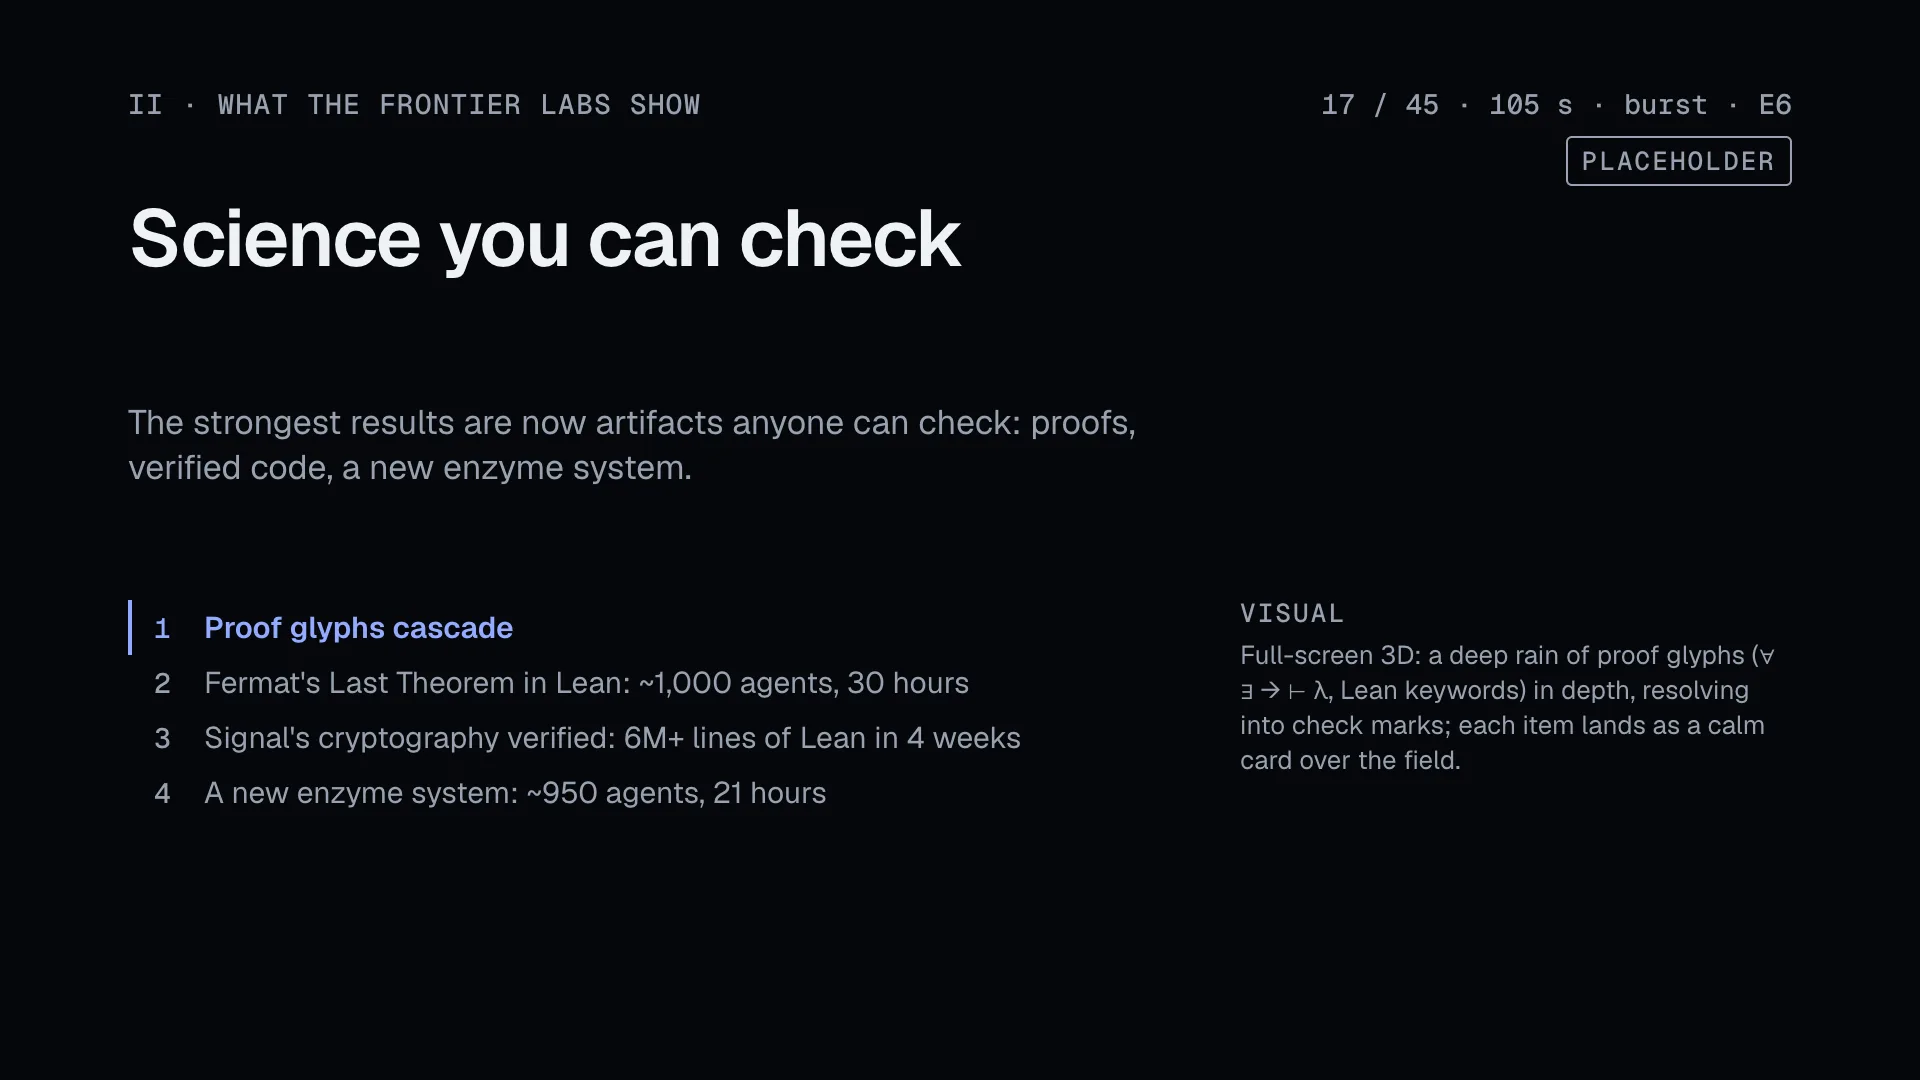 II · WHAT THE FRONTIER LABS SHOW
17 / 45 · 105 s · burst · E6
PLACEHOLDER
Science you can check
The strongest results are now artifacts anyone can check: proofs,
verified code, a new enzyme system.
1 Proof glyphs cascade
2 Fermat's Last Theorem in Lean: ~1,000 agents, 30 hours
3 Signal's cryptography verified: 6M+ lines of Lean in 4 weeks
4 A new enzyme system: ~950 agents, 21 hours
VISUAL
Full-screen 3D: a deep rain of proof glyphs (∀
∃ → ⊢ λ, Lean keywords) in depth, resolving
into check marks; each item lands as a calm
card over the field.